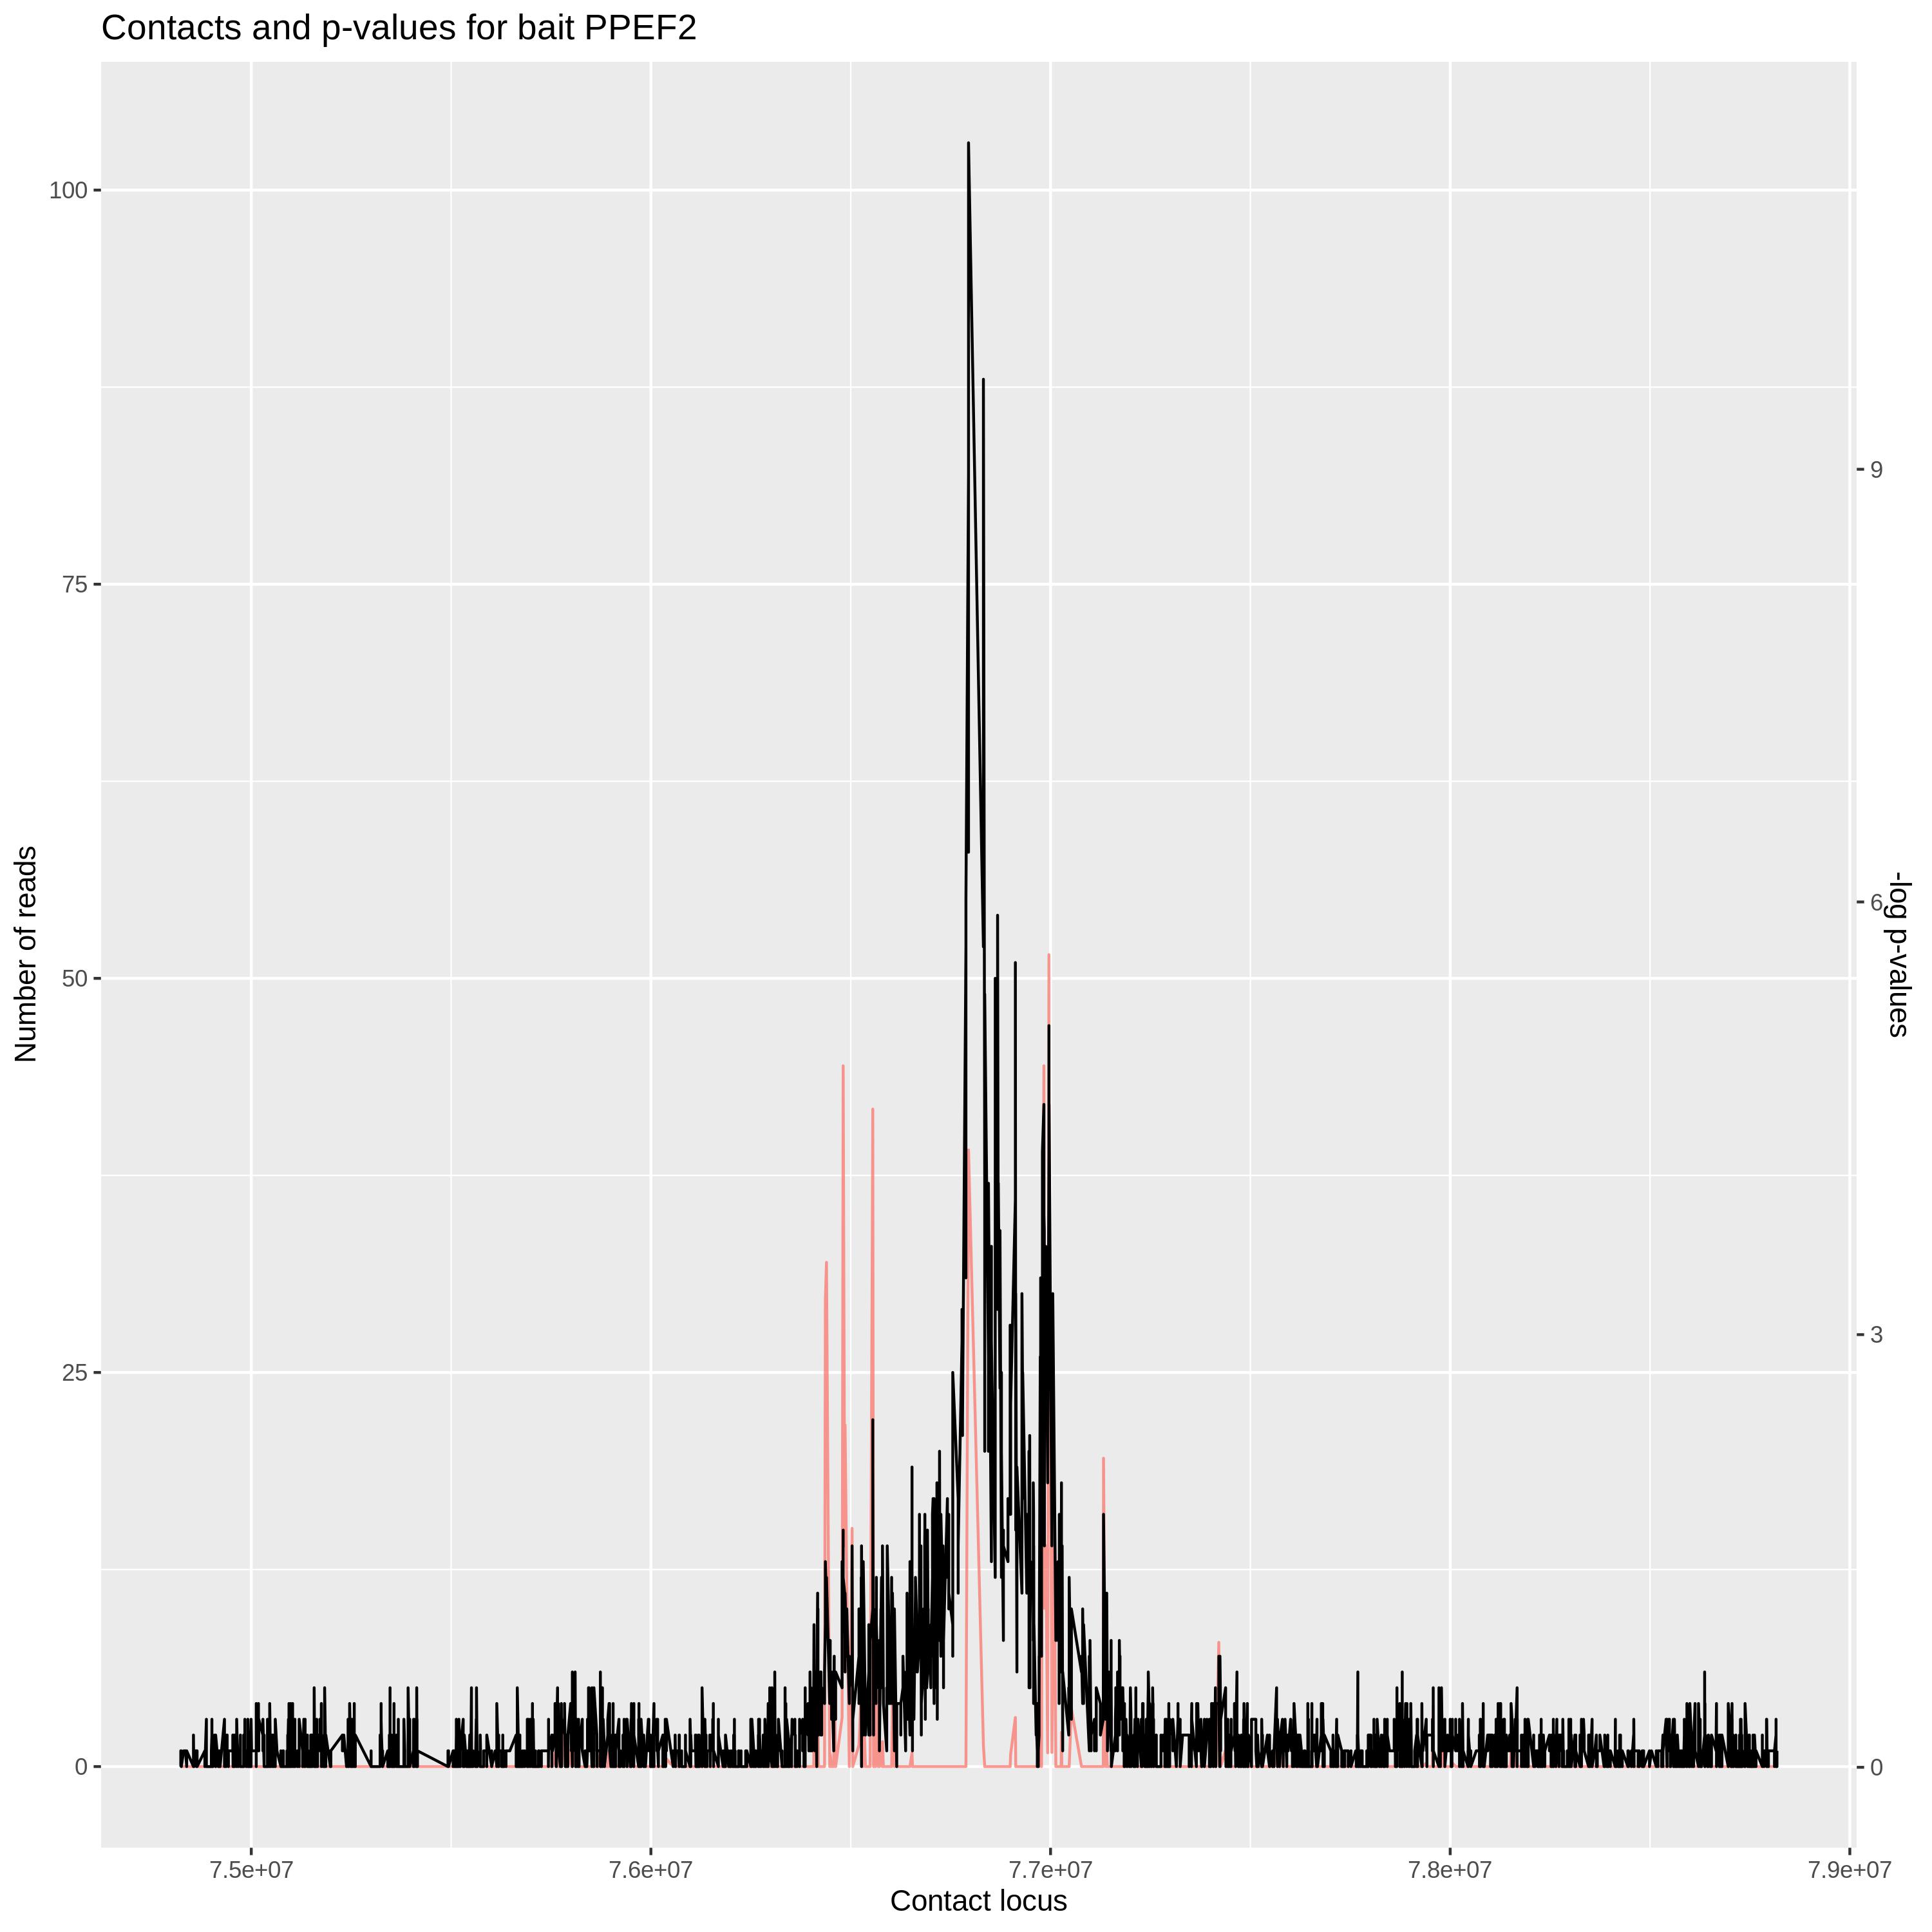 Contacts and p-values for bait PPEF2
100
75
50
25
0
Number of reads
9
6
3
0
-log p-values
7.5e+07
7.6e+07
7.7e+07
7.8e+07
7.9e+07
Contact locus